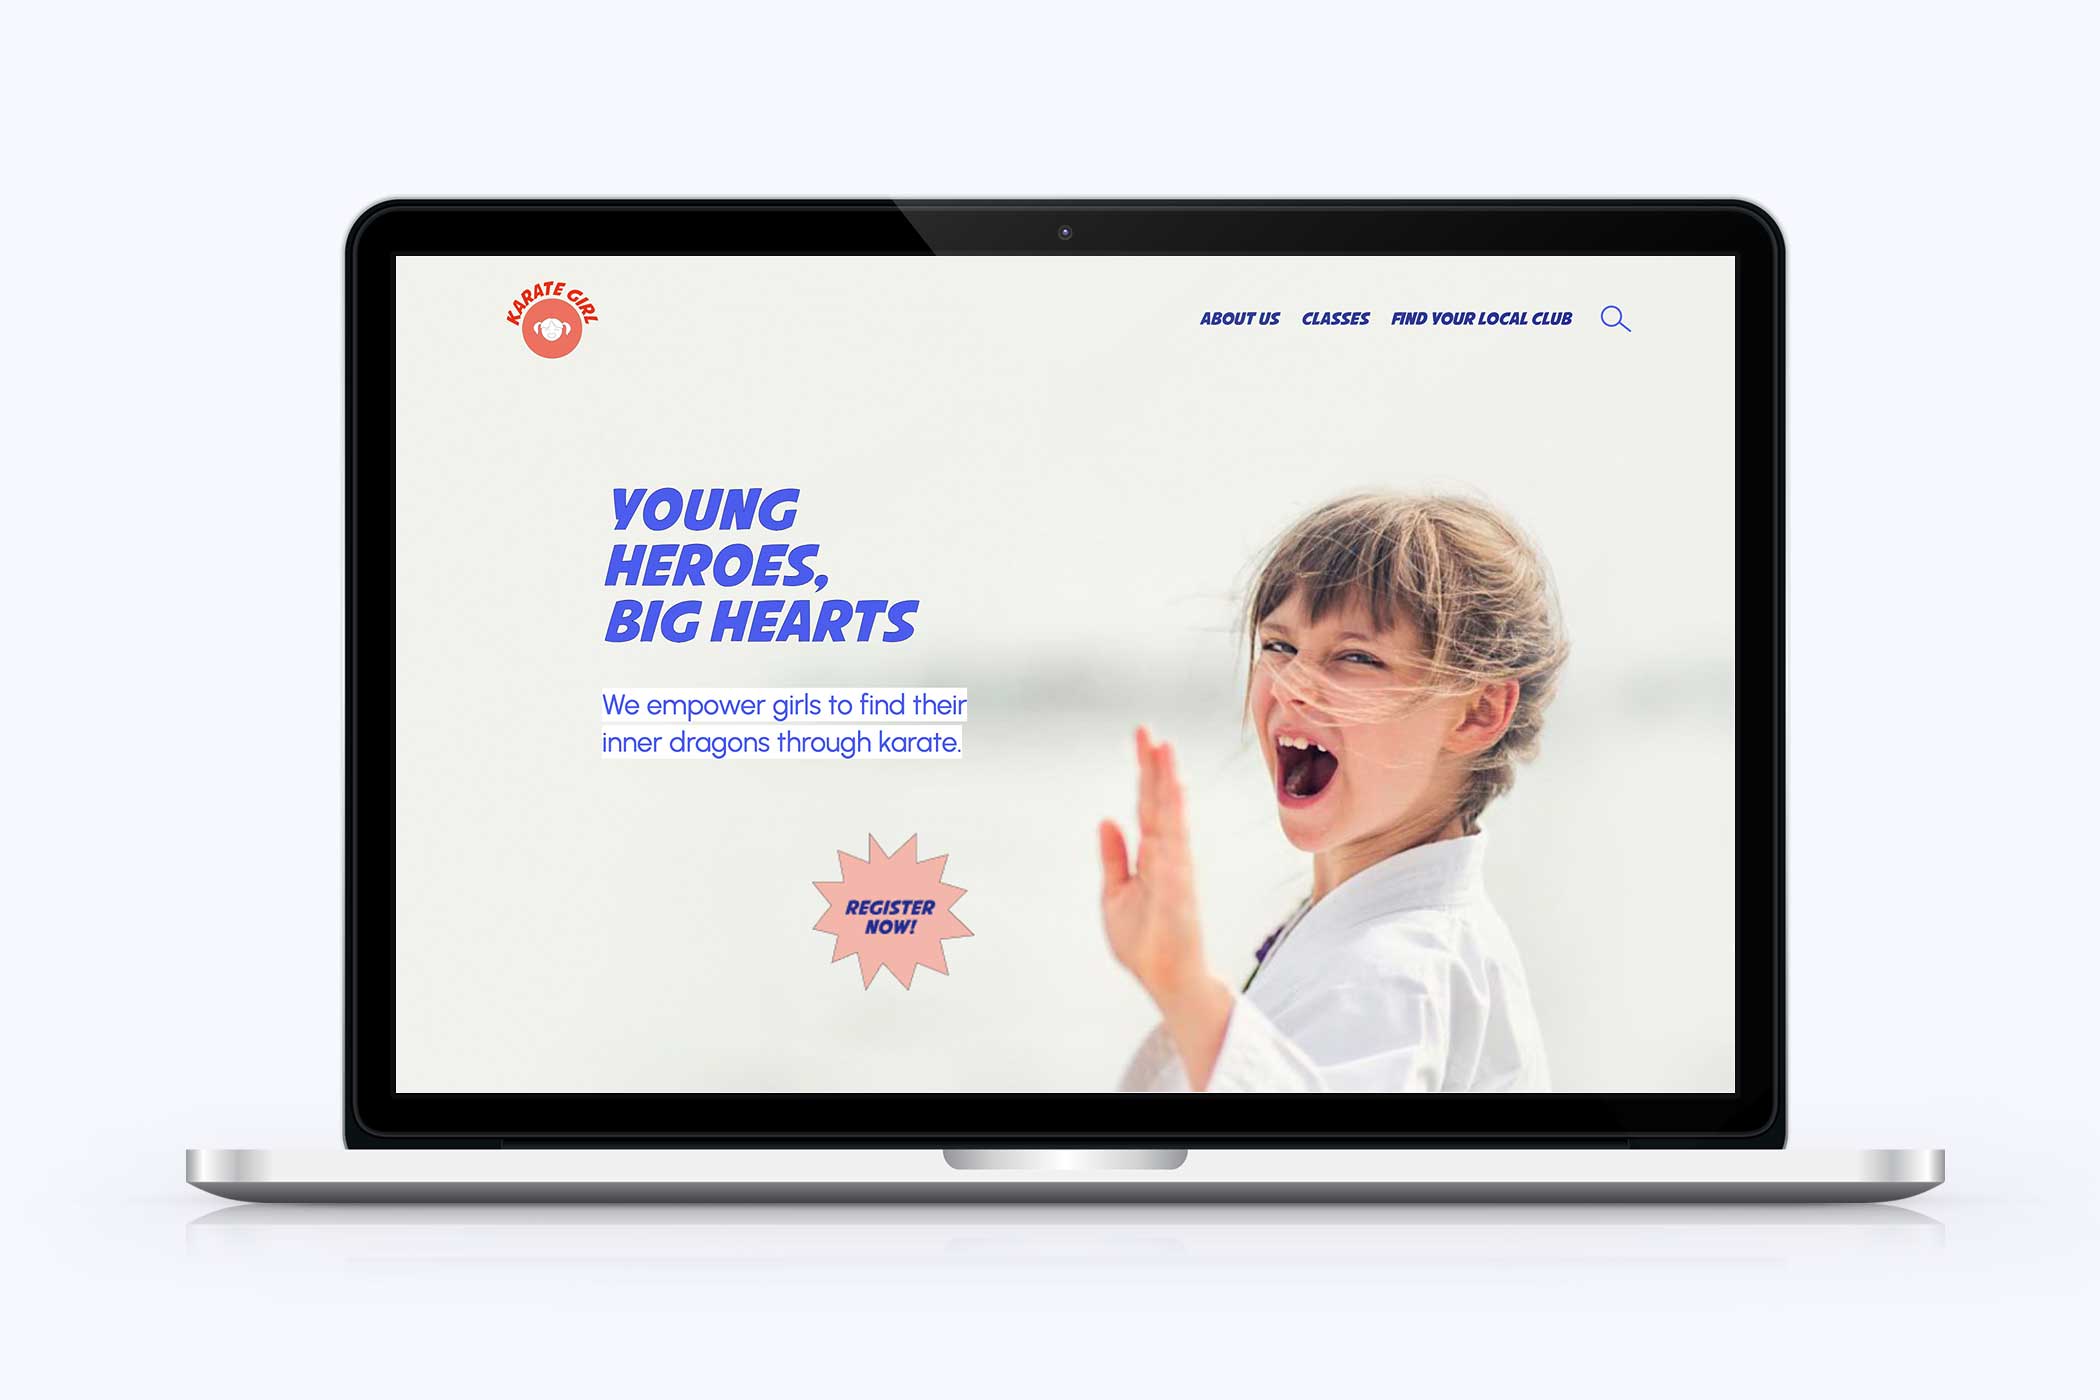 KARATE GIRL
ABOUT US CLASSES FIND YOUR LOCAL CLUB
YOUNG
HEROES,
BIG HEARTS
We empower girls to find their
inner dragons through karate.
REGISTER
NOW!